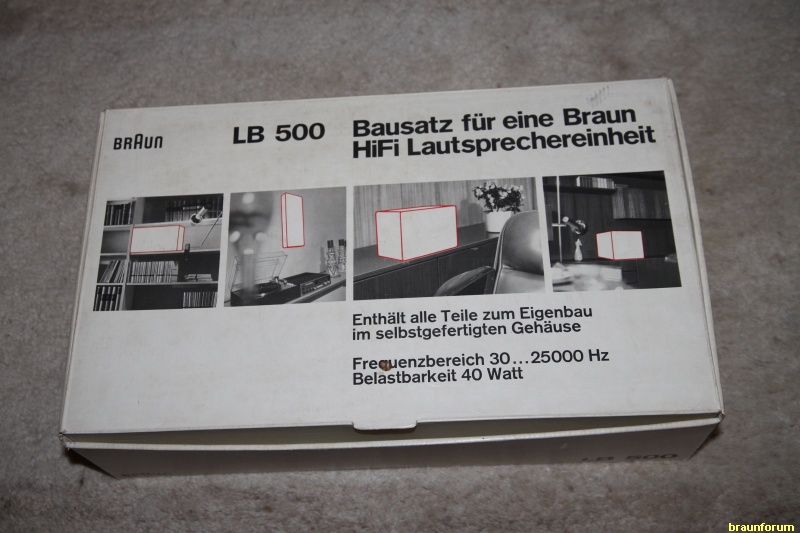 BRAUN
LB 500
Bausatz für eine Braun
HiFi Lautsprechereinheit
Enthält alle Teile zum Eigenbau
im selbstgefertigten Gehäuse
Frequenzbereich 30...25000 Hz
Belastbarkeit 40 Watt
LB 500
braunforum